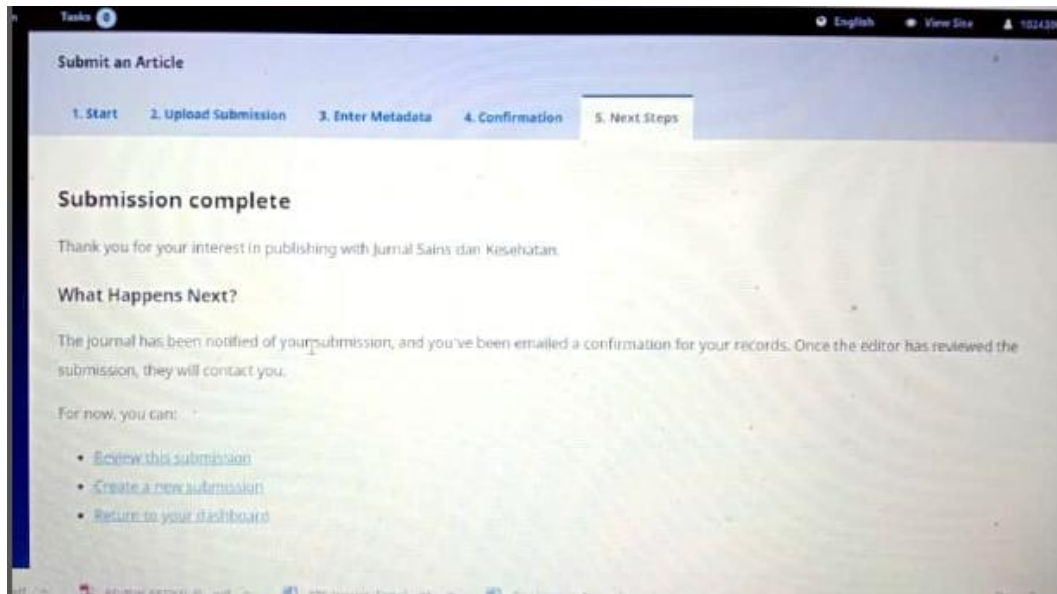 Tasks 0
English View Site
Submit an Article
1. Start 2. Upload Submission 3. Enter Metadata 4. Confirmation 5. Next Steps
Submission complete
Thank you for your interest in publishing with Jurnal Sains dan Kesehatan.
What Happens Next?
The journal has been notified of your submission, and you've been emailed a confirmation for your records. Once the editor has reviewed the
submission, they will contact you.
For now, you can:
Review this submission
Create a new submission
Return to your dashboard